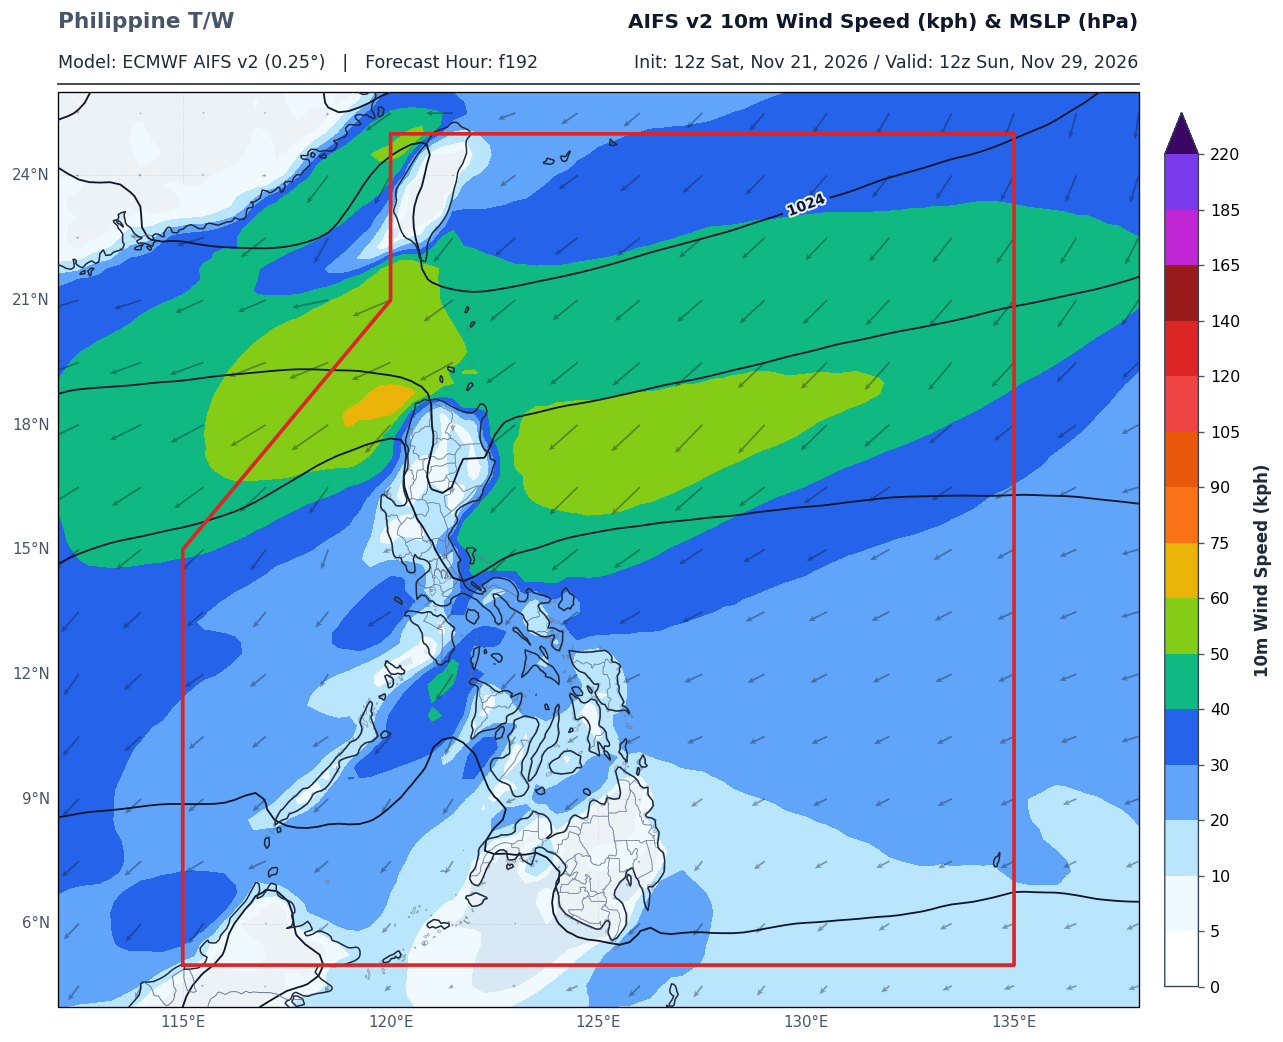 Philippine T/W
AIFS v2 10m Wind Speed (kph) & MSLP (hPa)
Model: ECMWF AIFS v2 (0.25°) | Forecast Hour: f192
Init: 12z Sat, Nov 21, 2026 / Valid: 12z Sun, Nov 29, 2026
24°N
21°N
18°N
15°N
12°N
9°N
6°N
1024
115°E
120°E
125°E
130°E
135°E
220
185
165
140
120
105
90
75
60
50
40
30
20
10
5
0
10m Wind Speed (kph)